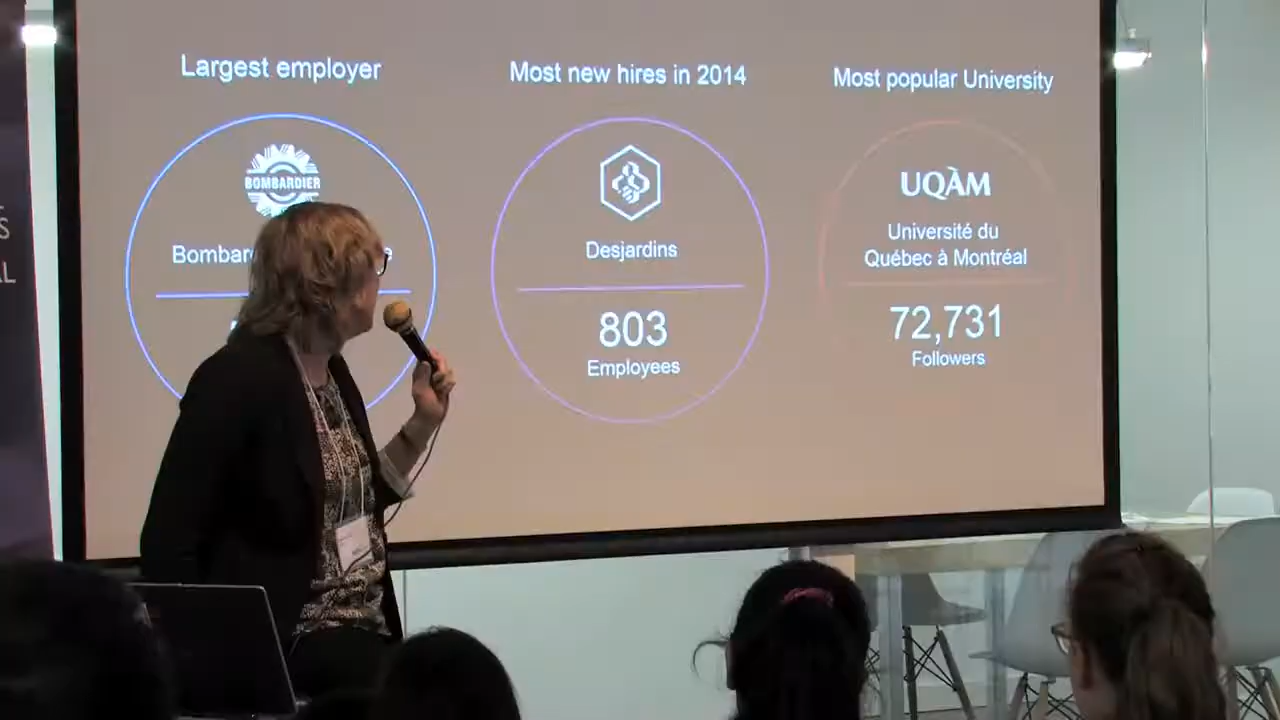 Largest employer
BOMBARDIER
Most new hires in 2014
Desjardins
803
Employees
Most popular University
UQÀM
Université du
Québec à Montréal
72,731
Followers